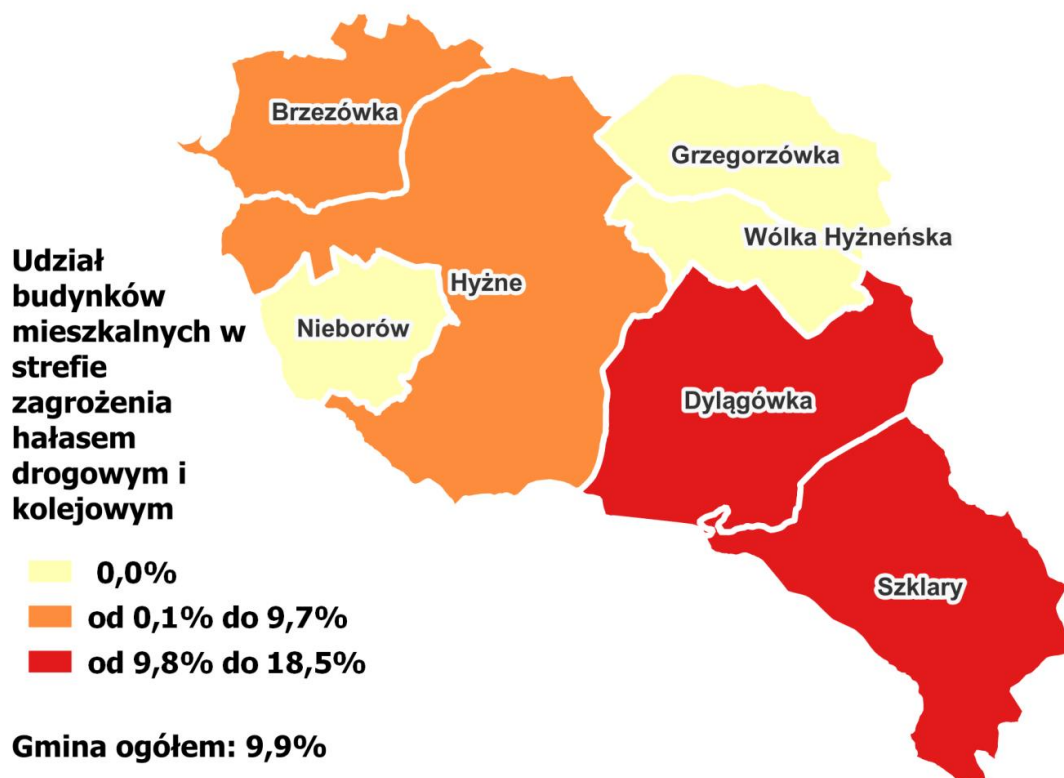 Brzezówka
Grzegorzówka
Wólka Hyżneńska
Hyżne
Nieborów
Dylągówka
Szklary
Udział
budynków
mieszkalnych w
strefie
zagrożenia
hałasem
drogowym i
kolejowym
0,0%
od 0,1% do 9,7%
od 9,8% do 18,5%
Gmina ogółem: 9,9%